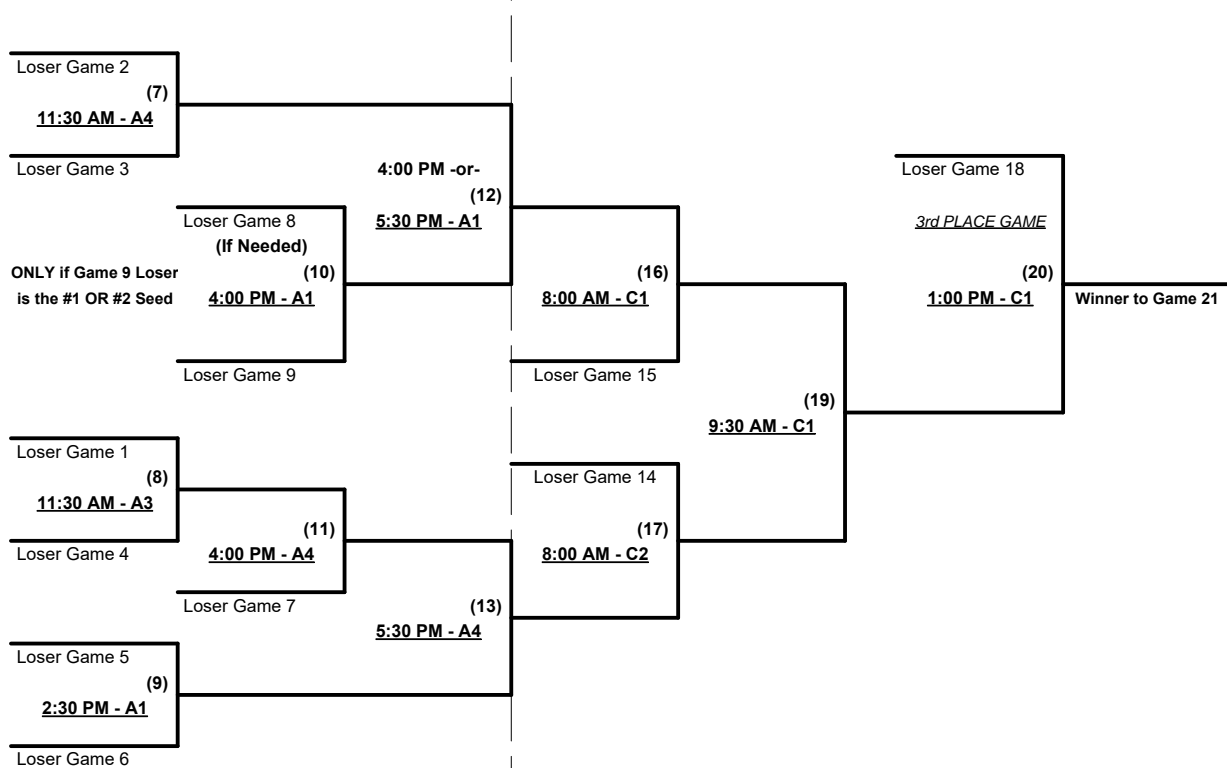 Loser Game 2
(7)
11:30 AM - A4
Loser Game 3
4:00 PM -or-
(12)
5:30 PM - A1
Loser Game 18
3rd PLACE GAME
(20)
1:00 PM - C1
Winner to Game 21
Loser Game 8
(If Needed)
(10)
4:00 PM - A1
ONLY if Game 9 Loser
is the #1 OR #2 Seed
Loser Game 9
(16)
8:00 AM - C1
Loser Game 15
(19)
9:30 AM - C1
Loser Game 1
(8)
11:30 AM - A3
Loser Game 4
(11)
4:00 PM - A4
Loser Game 7
Loser Game 14
(17)
8:00 AM - C2
(13)
5:30 PM - A4
Loser Game 5
(9)
2:30 PM - A1
Loser Game 6